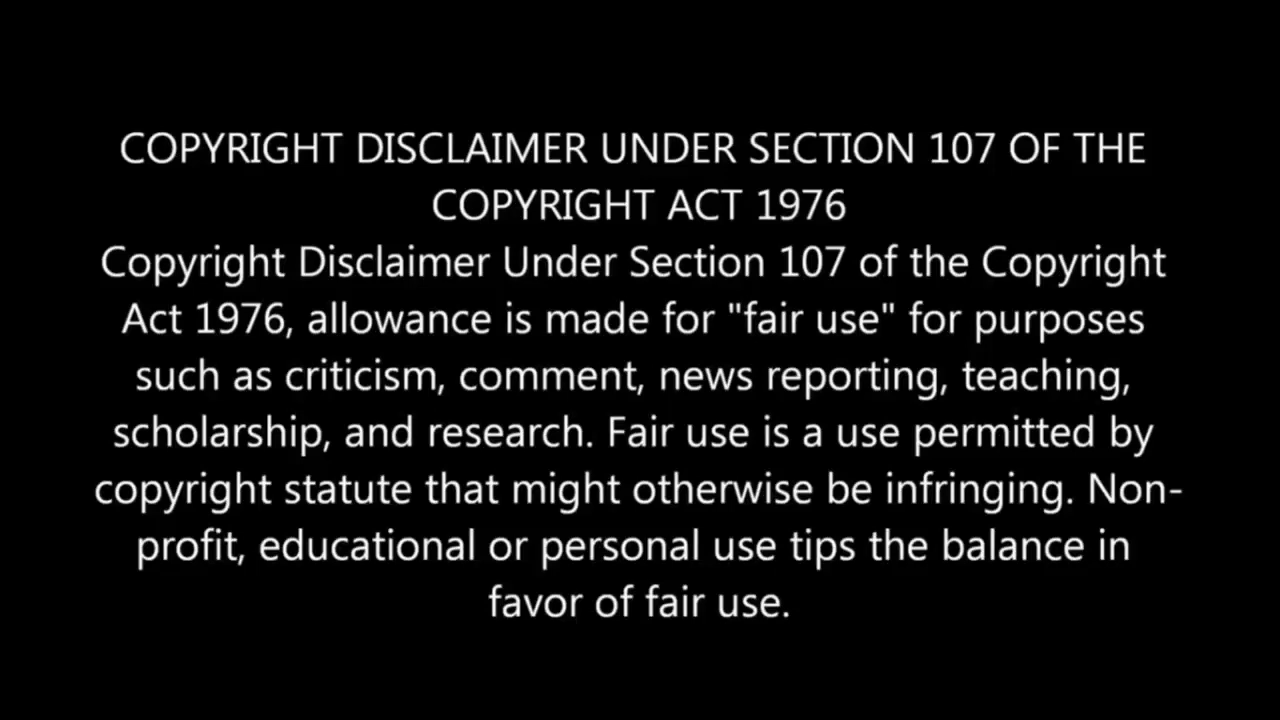 COPYRIGHT DISCLAIMER UNDER SECTION 107 OF THE
COPYRIGHT ACT 1976
Copyright Disclaimer Under Section 107 of the Copyright
Act 1976, allowance is made for "fair use" for purposes
such as criticism, comment, news reporting, teaching,
scholarship, and research. Fair use is a use permitted by
copyright statute that might otherwise be infringing. Non-
profit, educational or personal use tips the balance in
favor of fair use.